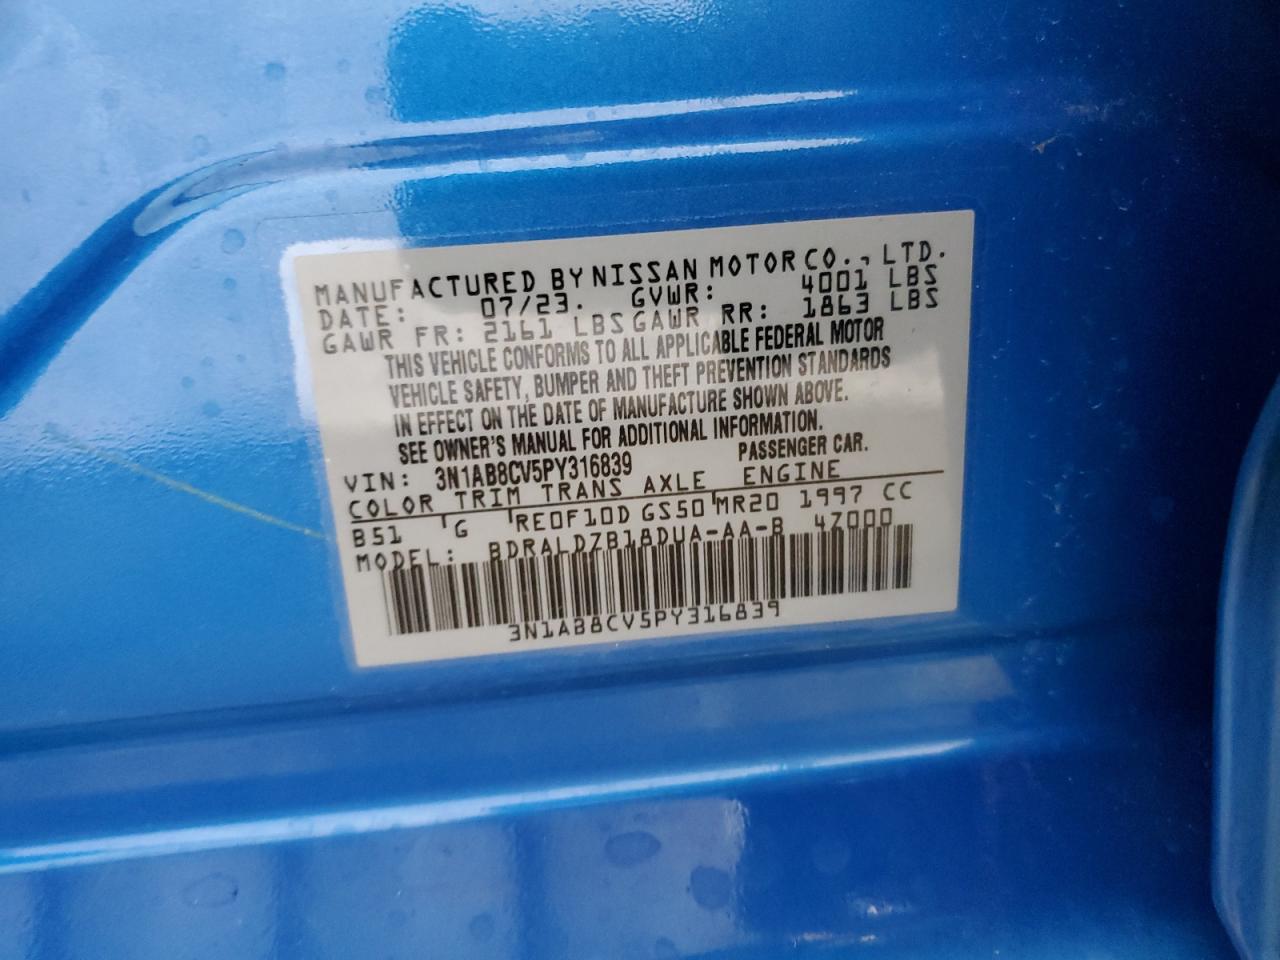 MANUFACTURED BY NISSAN MOTOR CO., LTD.
DATE: 07/23. GVWR: 4001 LBS
GAWR FR: 2161 LBS GAWR RR: 1863 LBS
THIS VEHICLE CONFORMS TO ALL APPLICABLE FEDERAL MOTOR
VEHICLE SAFETY, BUMPER AND THEFT PREVENTION STANDARDS
IN EFFECT ON THE DATE OF MANUFACTURE SHOWN ABOVE.
SEE OWNER'S MANUAL FOR ADDITIONAL INFORMATION.
VIN: 3N1AB8CV5PY316839 PASSENGER CAR.
COLOR TRIM TRANS AXLE ENGINE
B51 G RE0F10D GS50 MR20 1997 CC
MODEL: BDRALDZB18DUA-AA-B 4Z000
3N1AB8CV5PY316839